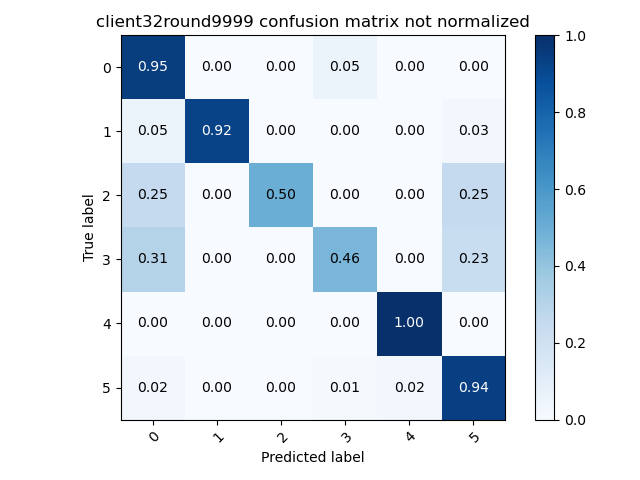 client32round9999 confusion matrix not normalized
0 0.95 0.00 0.00 0.05 0.00 0.00
1 0.05 0.92 0.00 0.00 0.00 0.03
2 0.25 0.00 0.50 0.00 0.00 0.25
3 0.31 0.00 0.00 0.46 0.00 0.23
4 0.00 0.00 0.00 0.00 1.00 0.00
5 0.02 0.00 0.00 0.01 0.02 0.94
True label
0 1 2 3 4 5
Predicted label
1.0
0.8
0.6
0.4
0.2
0.0